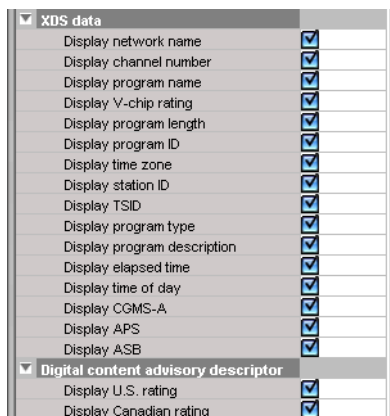 XDS data
Display network name
Display channel number
Display program name
Display V-chip rating
Display program length
Display program ID
Display time zone
Display station ID
Display TSID
Display program type
Display program description
Display elapsed time
Display time of day
Display CGMS-A
Display APS
Display ASB
Digital content advisory descriptor
Display U.S. rating
Display Canadian rating